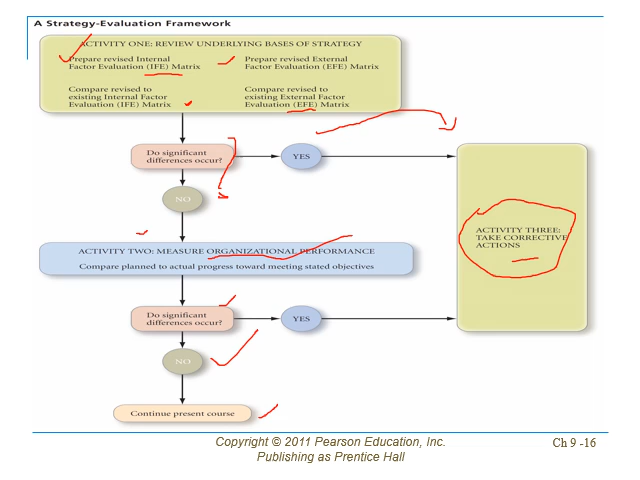 A Strategy-Evaluation Framework
ACTIVITY ONE: REVIEW UNDERLYING BASES OF STRATEGY
Prepare revised Internal
Factor Evaluation (IFE) Matrix
Prepare revised External
Factor Evaluation (EFE) Matrix
Compare revised to
existing Internal Factor
Evaluation (IFE) Matrix
Compare revised to
existing External Factor
Evaluation (EFE) Matrix
Do significant
differences occur?
YES
NO
ACTIVITY THREE:
TAKE CORRECTIVE
ACTIONS
ACTIVITY TWO: MEASURE ORGANIZATIONAL PERFORMANCE
Compare planned to actual progress toward meeting stated objectives
Do significant
differences occur?
YES
NO
Continue present course
Copyright © 2011 Pearson Education, Inc.
Publishing as Prentice Hall
Ch 9 -16